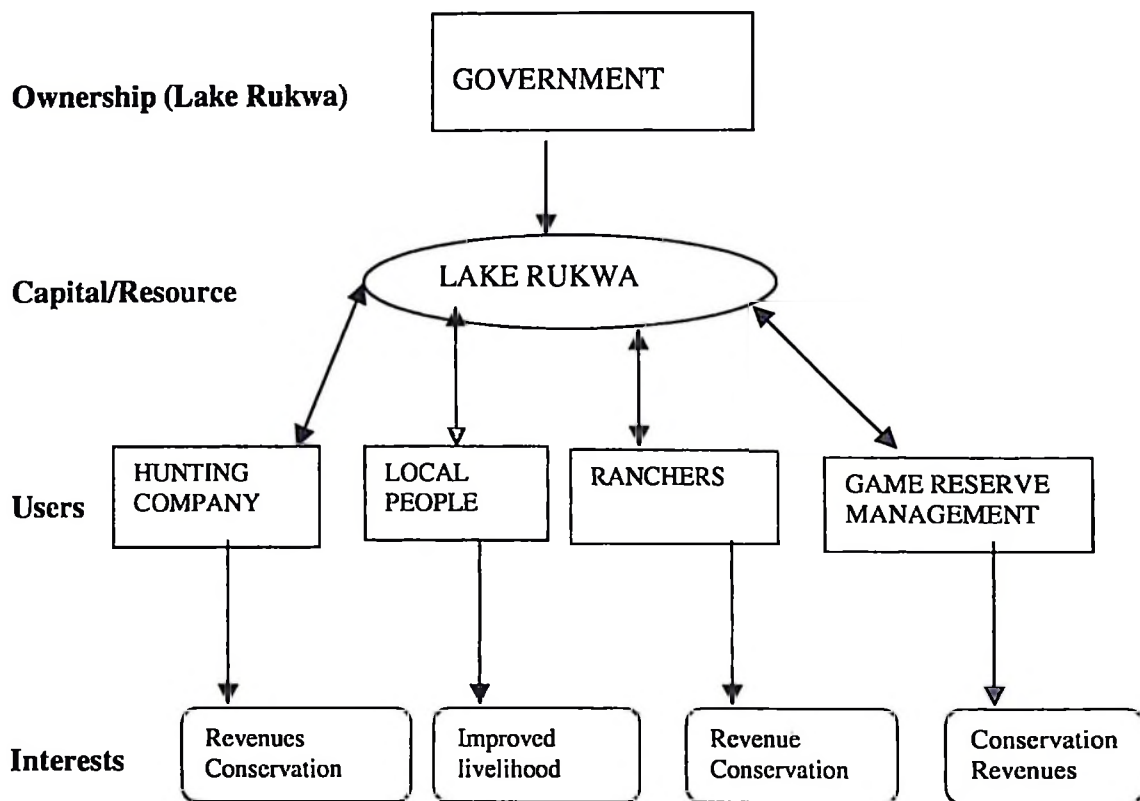 GOVERNMENT
Ownership (Lake Rukwa)
LAKE RUKWA
Capital/Resource
HUNTING
COMPANY
LOCAL
PEOPLE
RANCHERS
GAME RESERVE
MANAGEMENT
Users
Revenues
Conservation
Improved
livelihood
Revenue
Conservation
Conservation
Revenues
Interests